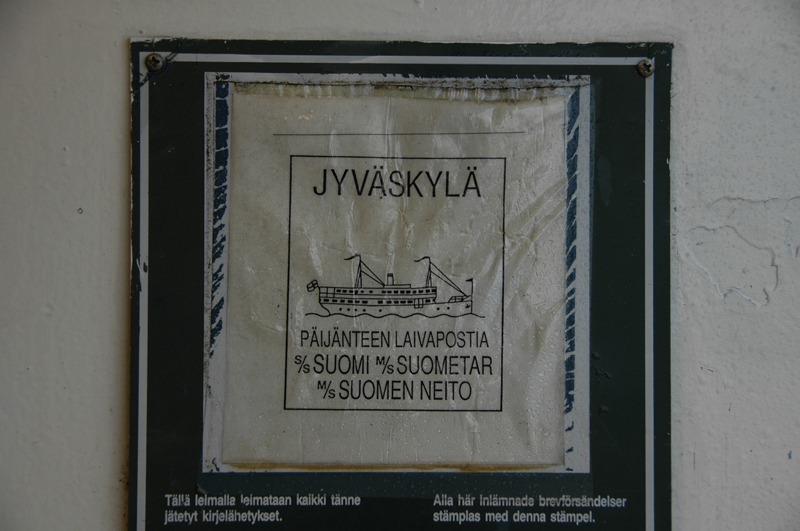 JYVÄSKYLÄ
PÄIJÄNTEEN LAIVAPOSTIA
S/S SUOMI M/S SUOMETAR
M/S SUOMEN NEITO
Tällä leimalla leimataan kaikki tänne
jätetyt kirjelähetykset.
Alla här inlämnade brevförsändelser
stämplas med denna stämpel.